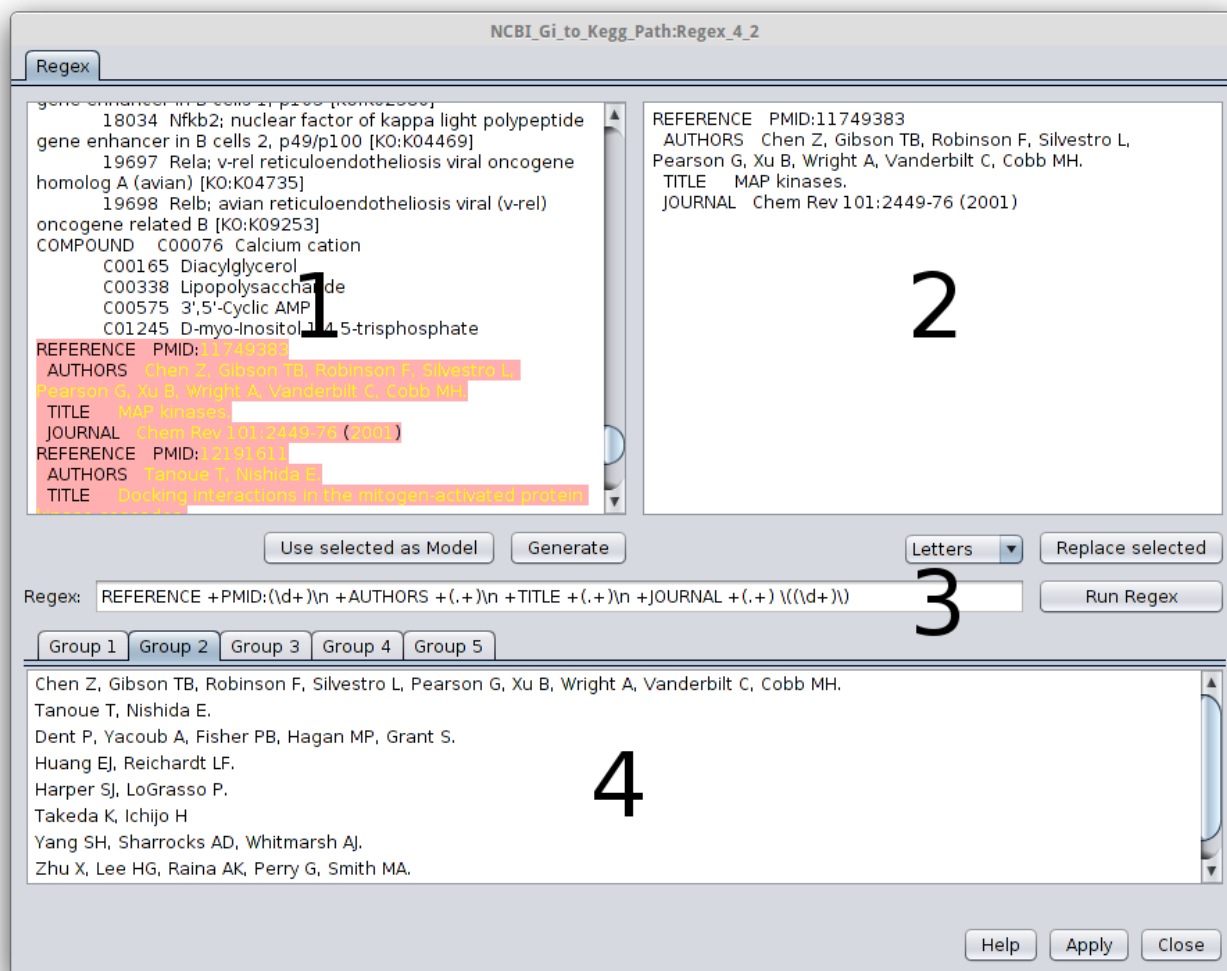 NCBI_Gi_to_Kegg_Path:Regex_4_2
Regex
gene enhancer in B cells 1, p105 [KO:K02580]
18034 Nfkb2; nuclear factor of kappa light polypeptide
gene enhancer in B cells 2, p49/p100 [KO:K04469]
19697 Rela; v-rel reticuloendotheliosis viral oncogene
homolog A (avian) [KO:K04735]
19698 Relb; avian reticuloendotheliosis viral (v-rel)
oncogene related B [KO:K09253]
COMPOUND C00076 Calcium cation
C00165 Diacylglycerol
C00338 Lipopolysaccharide
C00575 3',5'-Cyclic AMP
C01245 D-myo-Inositol 1,4,5-trisphosphate
REFERENCE PMID:11749383
AUTHORS Chen Z, Gibson TB, Robinson F, Silvestro L,
Pearson G, Xu B, Wright A, Vanderbilt C, Cobb MH.
TITLE MAP kinases.
JOURNAL Chem Rev 101:2449-76 (2001)
REFERENCE PMID:12191611
AUTHORS Tanoue T, Nishida E.
TITLE Docking interactions in the mitogen-activated protein
kinase cascades.
1
REFERENCE PMID:11749383
AUTHORS Chen Z, Gibson TB, Robinson F, Silvestro L,
Pearson G, Xu B, Wright A, Vanderbilt C, Cobb MH.
TITLE MAP kinases.
JOURNAL Chem Rev 101:2449-76 (2001)
2
Use selected as Model
Generate
Letters
Replace selected
Regex: REFERENCE +PMID:(\d+)\n +AUTHORS +(.+)\n +TITLE +(.+)\n +JOURNAL +(.+) \((\d+)\)
3
Run Regex
Group 1
Group 2
Group 3
Group 4
Group 5
Chen Z, Gibson TB, Robinson F, Silvestro L, Pearson G, Xu B, Wright A, Vanderbilt C, Cobb MH.
Tanoue T, Nishida E.
Dent P, Yacoub A, Fisher PB, Hagan MP, Grant S.
Huang EJ, Reichardt LF.
Harper SJ, LoGrasso P.
Takeda K, Ichijo H
Yang SH, Sharrocks AD, Whitmarsh AJ.
Zhu X, Lee HG, Raina AK, Perry G, Smith MA.
4
Help
Apply
Close